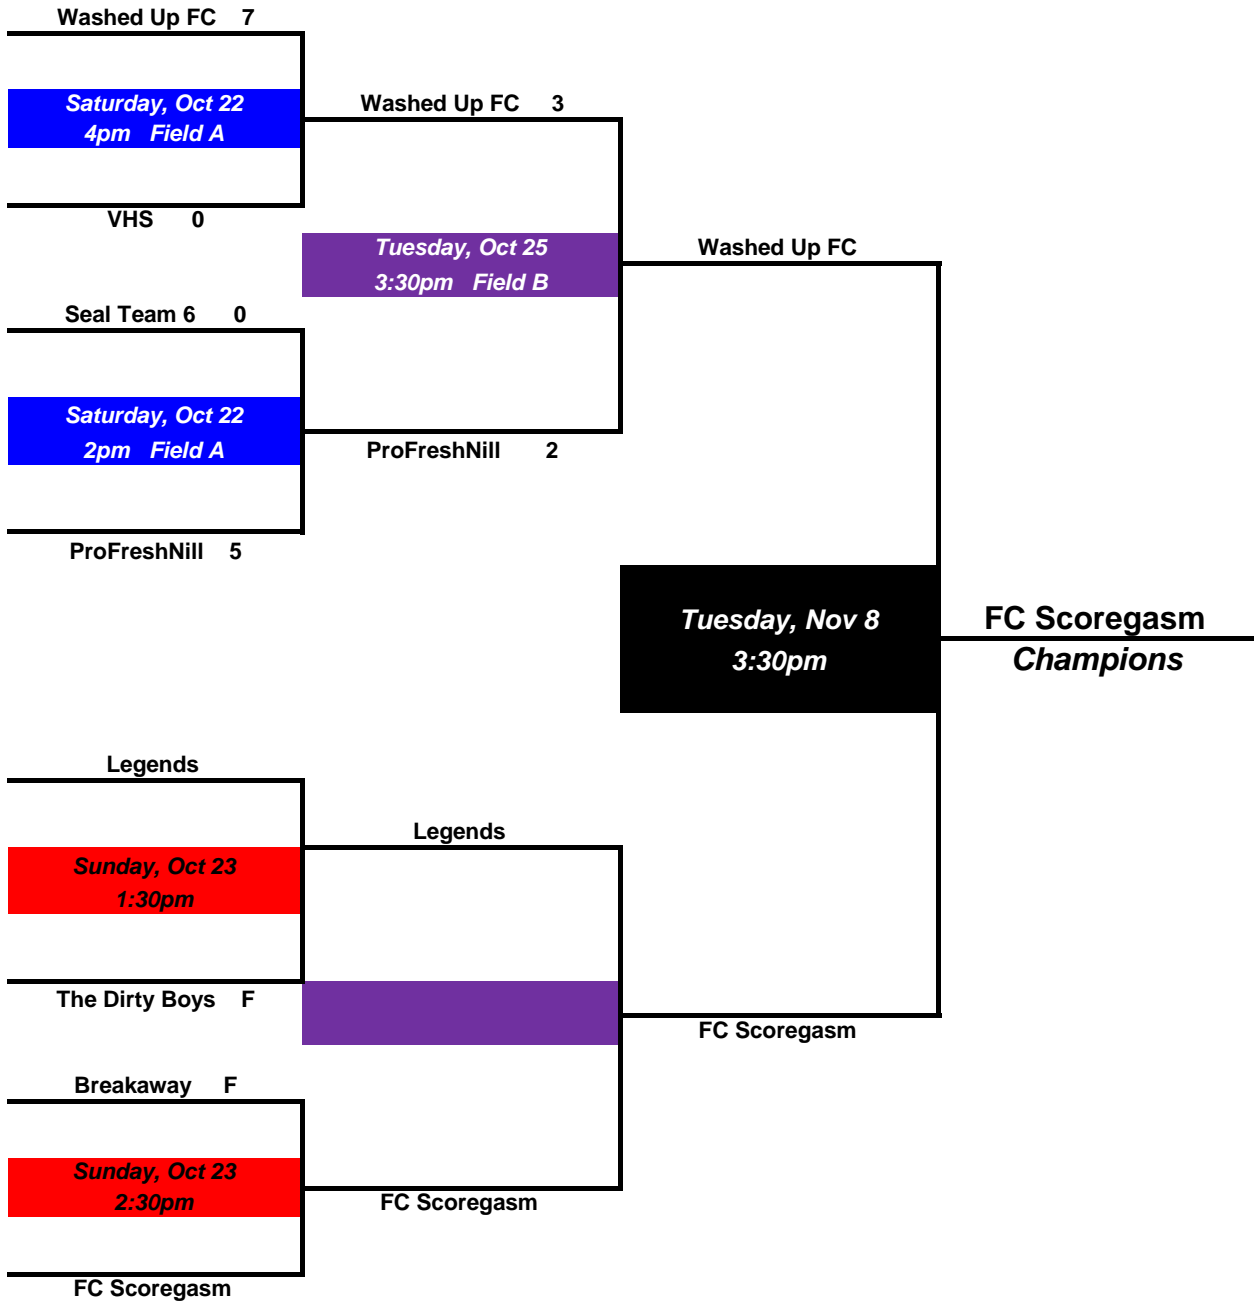 Washed Up FC 7
Saturday, Oct 22
4pm Field A
VHS 0
Seal Team 6 0
Saturday, Oct 22
2pm Field A
ProFreshNill 5
Washed Up FC 3
Tuesday, Oct 25
3:30pm Field B
ProFreshNill 2
Washed Up FC
Tuesday, Nov 8
3:30pm
FC Scoregasm
Champions
Legends
Sunday, Oct 23
1:30pm
The Dirty Boys F
Breakaway F
Sunday, Oct 23
2:30pm
FC Scoregasm
Legends
FC Scoregasm
FC Scoregasm